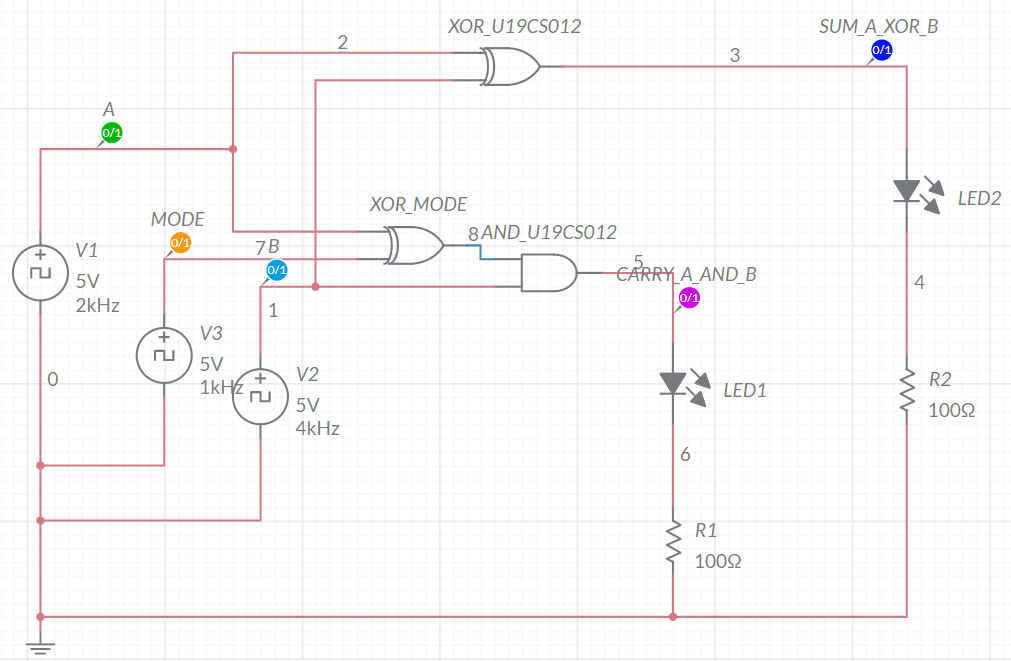 XOR_U19CS012
SUM_A_XOR_B
2
3
0/1
A
0/1
XOR_MODE
MODE
0/1
8
AND_U19CS012
LED2
7
B
0/1
V1
5V
2kHz
5
CARRY_A_AND_B
0/1
4
1
V3
5V
1kHz
V2
5V
4kHz
0
LED1
R2
100Ω
6
R1
100Ω